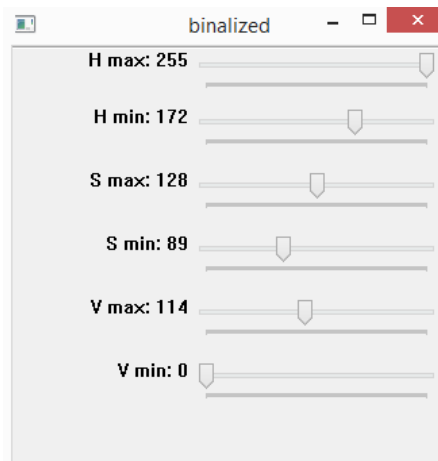 binalized
H max: 255
H min: 172
S max: 128
S min: 89
V max: 114
V min: 0